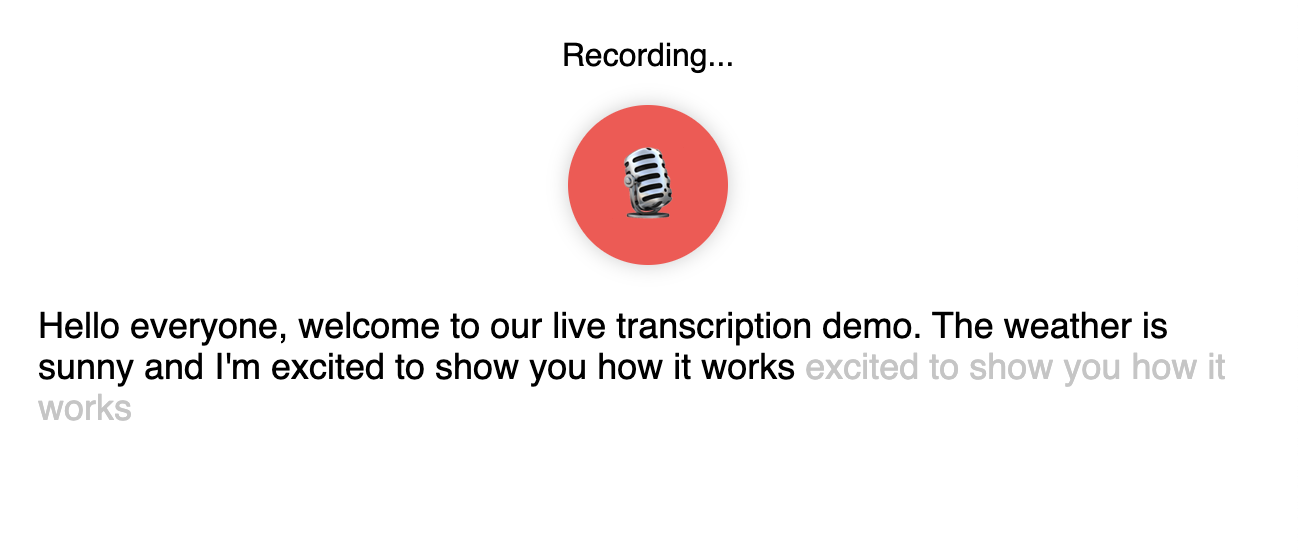 Recording...
Hello everyone, welcome to our live transcription demo. The weather is
sunny and I'm excited to show you how it works excited to show you how it
works